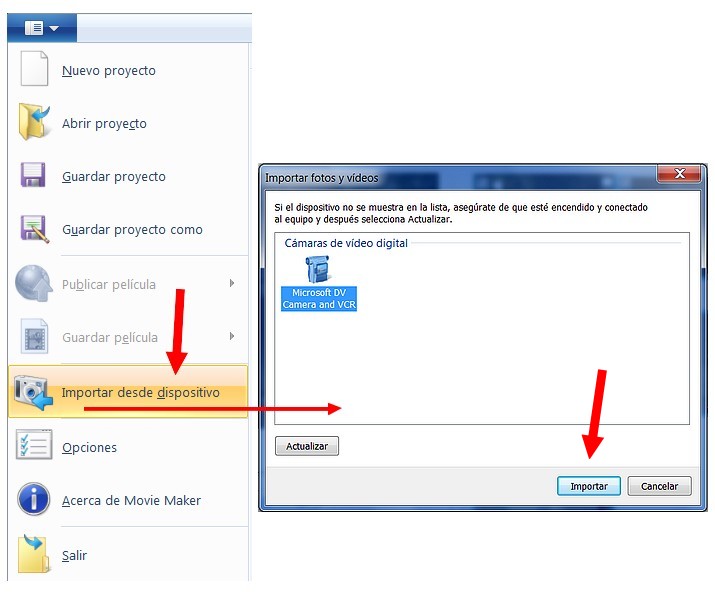 Nuevo proyecto
Abrir proyecto
Guardar proyecto
Guardar proyecto como
Publicar película
Guardar película
Importar desde dispositivo
Opciones
Acerca de Movie Maker
Salir
Importar fotos y vídeos
Si el dispositivo no se muestra en la lista, asegúrate de que esté encendido y conectado
al equipo y después selecciona Actualizar.
Cámaras de vídeo digital
Microsoft DV
Camera and VCR
Actualizar
Importar
Cancelar